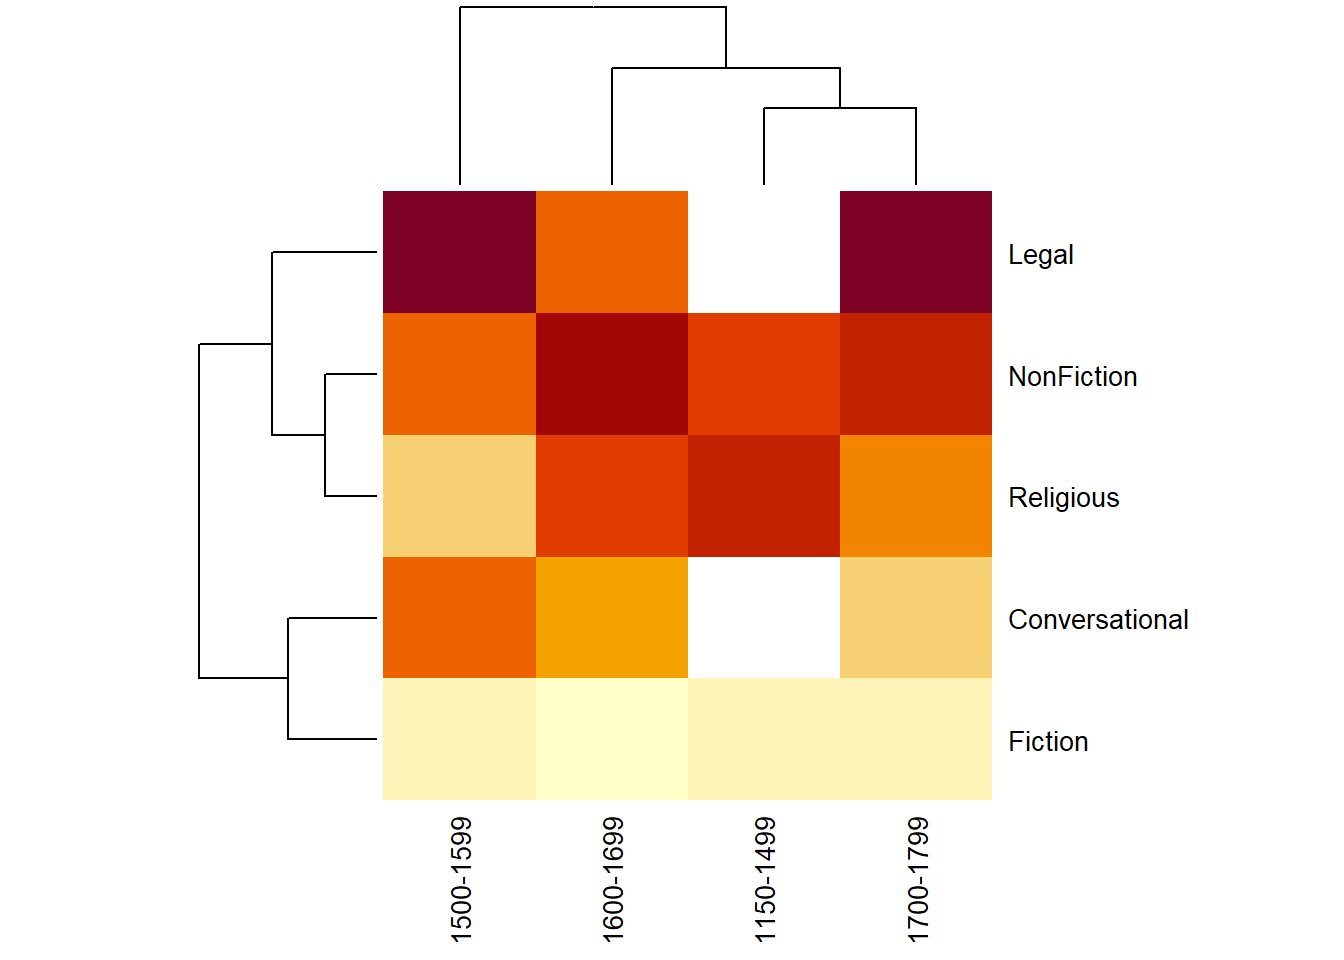 Legal
NonFiction
Religious
Conversational
Fiction
1500-1599
1600-1699
1150-1499
1700-1799